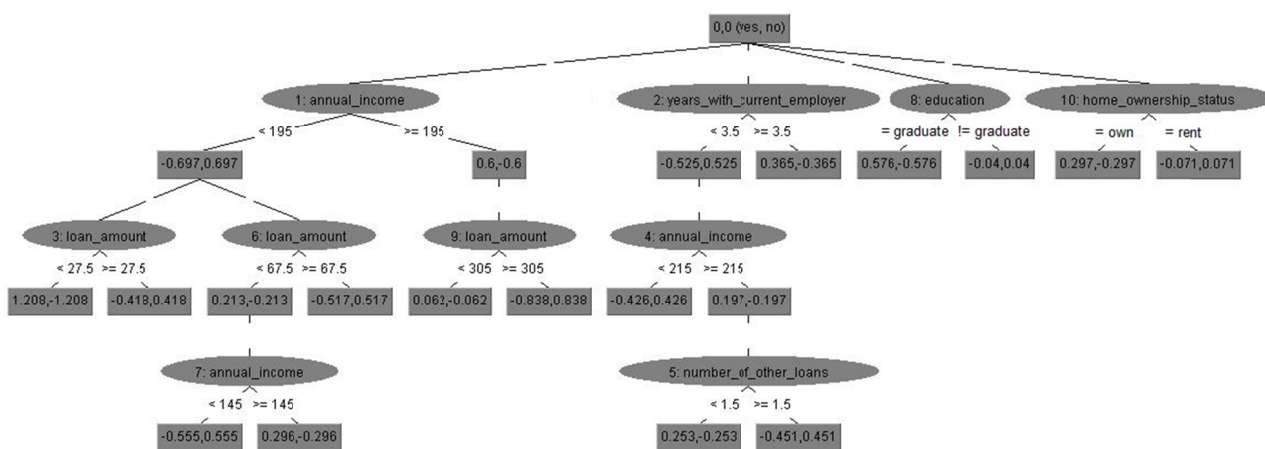 0,0 (yes, no)
1: annual_income
2: years_with_current_employer
8: education
10: home_ownership_status
< 195 >= 195
< 3.5 >= 3.5
= graduate != graduate
= own = rent
-0.697,0.697
0.6,-0.6
-0.525,0.525
0.365,-0.365
0.576,-0.576
-0.04,0.04
0.297,-0.297
-0.071,0.071
3: loan_amount
6: loan_amount
9: loan_amount
4: annual_income
< 27.5 >= 27.5
< 67.5 >= 67.5
< 305 >= 305
< 215 >= 215
1.208,-1.208
-0.418,0.418
0.213,-0.213
-0.517,0.517
0.062,-0.062
-0.838,0.838
-0.426,0.426
0.197,-0.197
7: annual_income
5: number_of_other_loans
< 145 >= 145
< 1.5 >= 1.5
-0.555,0.555
0.296,-0.296
0.253,-0.253
-0.451,0.451